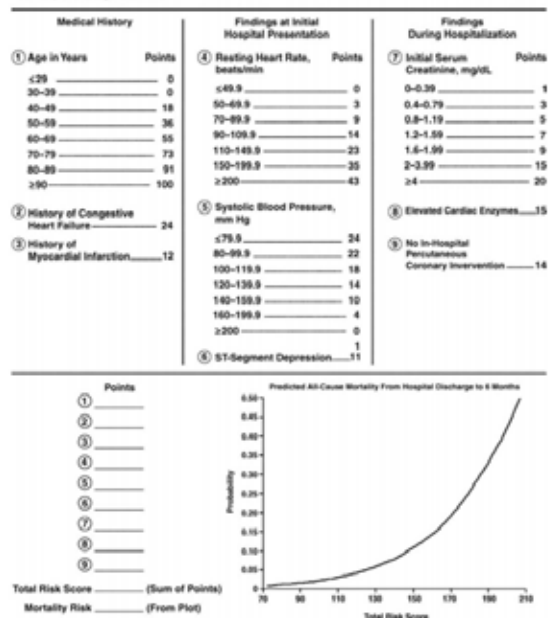 Medical History
① Age in Years Points
≤29 0
30–39 0
40–49 18
50–59 36
60–69 55
70–79 73
80–89 91
≥90 100
② History of Congestive
Heart Failure 24
③ History of
Myocardial Infarction 12
Findings at Initial
Hospital Presentation
④ Resting Heart Rate, Points
beats/min
≤49.9 0
50–69.9 3
70–89.9 9
90–109.9 14
110–149.9 23
150–199.9 35
≥200 43
⑤ Systolic Blood Pressure,
mm Hg
≤79.9 24
80–99.9 22
100–119.9 18
120–139.9 14
140–159.9 10
160–199.9 4
≥200 0
1
⑥ ST-Segment Depression 11
Findings
During Hospitalization
⑦ Initial Serum Points
Creatinine, mg/dL
0–0.39 1
0.4–0.79 3
0.8–1.19 5
1.2–1.59 7
1.6–1.99 9
2–3.99 15
≥4 20
⑧ Elevated Cardiac Enzymes 15
⑨ No In-Hospital
Percutaneous
Coronary Invervention 14
Points
①
②
③
④
⑤
⑥
⑦
⑧
⑨
Total Risk Score (Sum of Points)
Mortality Risk (From Plot)
Predicted All-Cause Mortality From Hospital Discharge to 6 Months
Probability
0.50
0.45
0.40
0.35
0.30
0.25
0.20
0.15
0.10
0.05
0
70 90 110 130 150 170 190 210
Total Risk Score